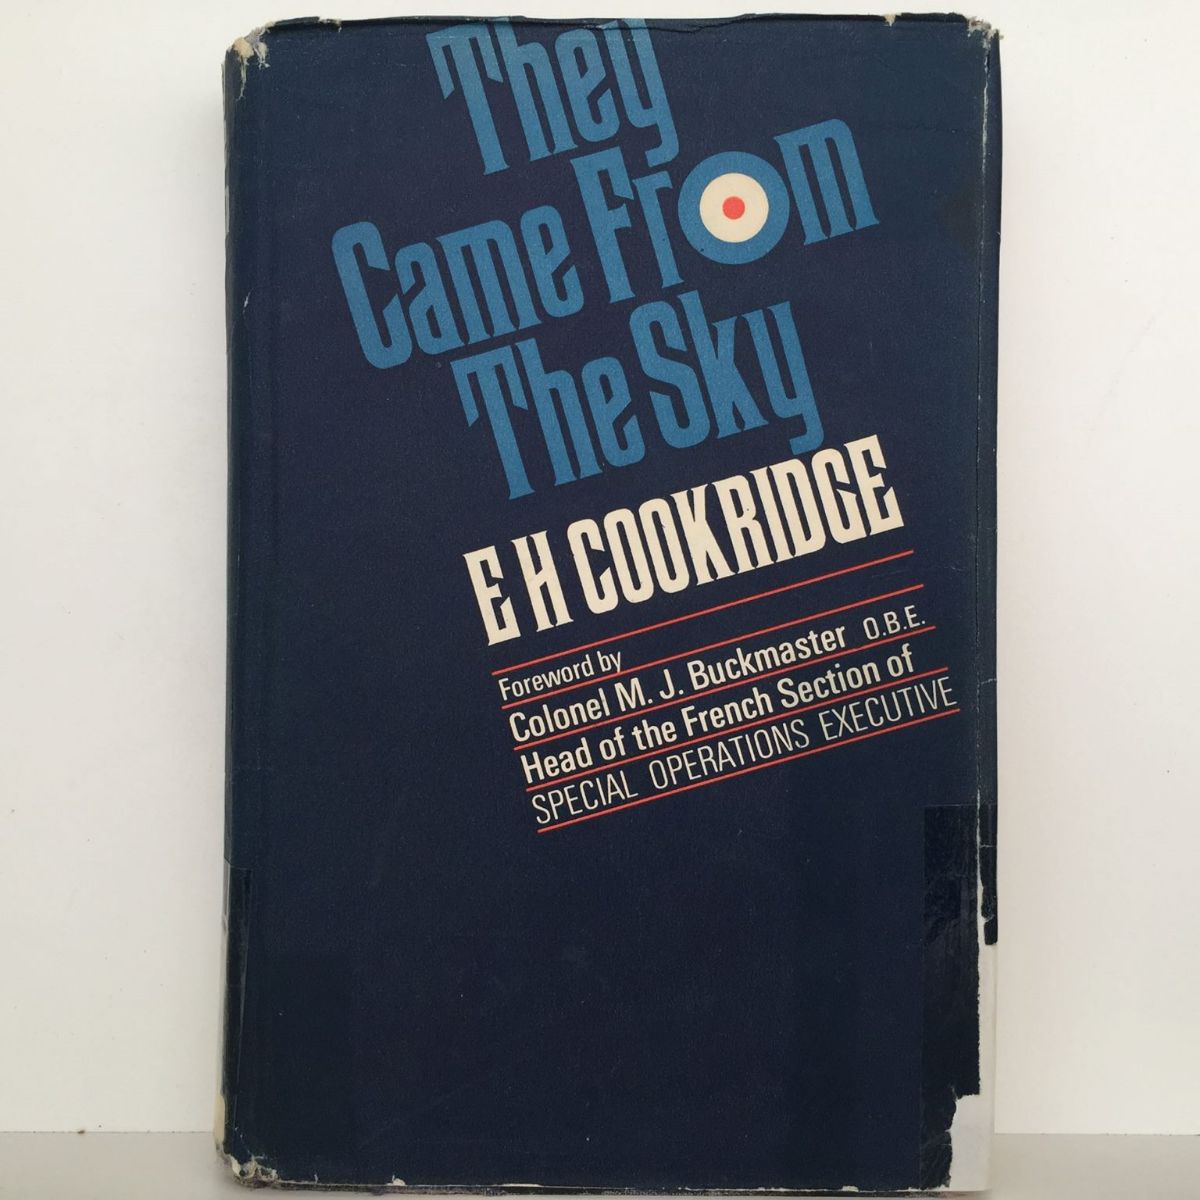 They
Came From
The Sky
E H COOKRIDGE
Foreword by
Colonel M. J. Buckmaster O.B.E.
Head of the French Section of
SPECIAL OPERATIONS EXECUTIVE